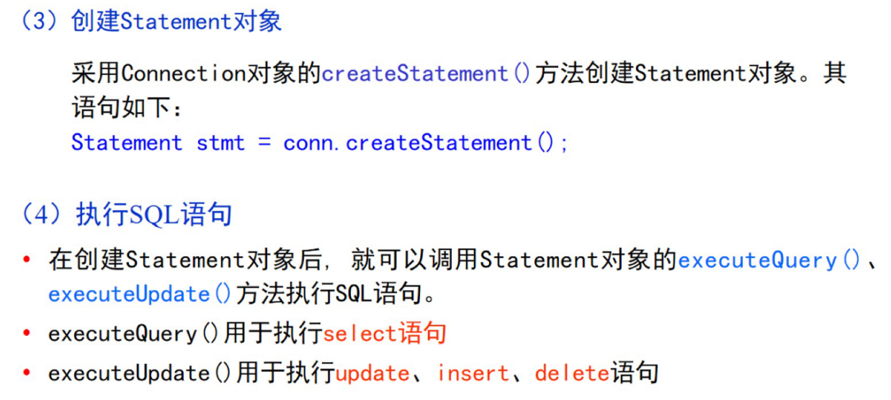 （3）创建Statement对象
采用Connection对象的createStatement()方法创建Statement对象。其
语句如下：
Statement stmt = conn.createStatement();
（4）执行SQL语句
• 在创建Statement对象后, 就可以调用Statement对象的executeQuery()、
executeUpdate()方法执行SQL语句。
• executeQuery()用于执行select语句
• executeUpdate()用于执行update、insert、delete语句